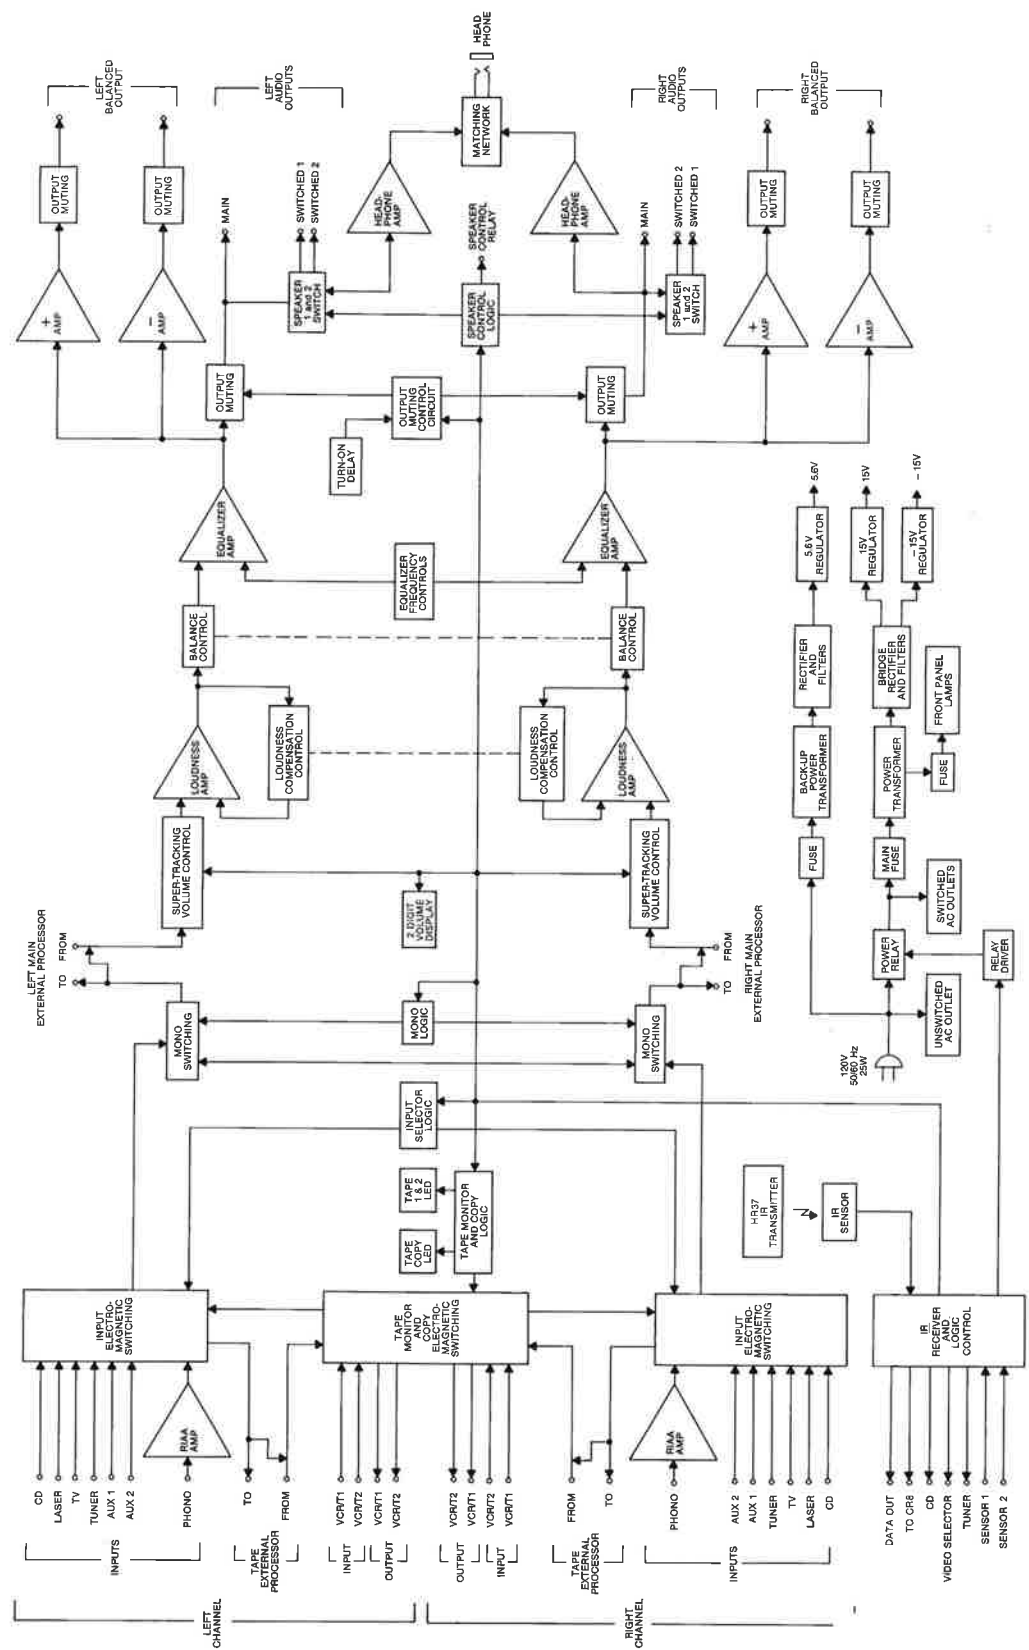 LEFT
CHANNEL
INPUTS
CD
LASER
TV
TUNER
AUX 1
AUX 2
PHONO
RIAA
AMP
INPUT
ELECTRO-
MAGNETIC
SWITCHING
TAPE
EXTERNAL
PROCESSOR
TO
FROM
INPUT
VCR/T1
VCR/T2
OUTPUT
VCR/T1
VCR/T2
TAPE
MONITOR
AND
COPY
ELECTRO-
MAGNETIC
SWITCHING
RIGHT
CHANNEL
OUTPUT
VCR/T2
VCR/T1
INPUT
VCR/T2
VCR/T1
TAPE
EXTERNAL
PROCESSOR
FROM
TO
INPUTS
PHONO
AUX 2
AUX 1
TUNER
TV
LASER
CD
RIAA
AMP
INPUT
ELECTRO-
MAGNETIC
SWITCHING
DATA OUT
TO CR8
CD
VIDEO SELECTOR
TUNER
SENSOR 1
SENSOR 2
IR
RECEIVER
AND
LOGIC
CONTROL
HR37
IR
TRANSMITTER
IR
SENSOR
TAPE
COPY
LED
TAPE
1 & 2
LED
TAPE MONITOR
AND COPY
LOGIC
INPUT
SELECTOR
LOGIC
MONO
SWITCHING
MONO
LOGIC
MONO
SWITCHING
LEFT MAIN
EXTERNAL PROCESSOR
TO
FROM
RIGHT MAIN
EXTERNAL PROCESSOR
TO
FROM
SUPER-TRACKING
VOLUME CONTROL
2 DIGIT
VOLUME
DISPLAY
SUPER-TRACKING
VOLUME CONTROL
LOUDNESS
AMP
LOUDNESS
COMPENSATION
CONTROL
LOUDNESS
COMPENSATION
CONTROL
LOUDNESS
AMP
BALANCE
CONTROL
BALANCE
CONTROL
EQUALIZER
AMP
EQUALIZER
FREQUENCY
CONTROLS
EQUALIZER
AMP
TURN-ON
DELAY
OUTPUT
MUTING
OUTPUT
MUTING
CONTROL
CIRCUIT
OUTPUT
MUTING
+
AMP
−
AMP
SPEAKER
1 and 2
SWITCH
SPEAKER
CONTROL
LOGIC
SPEAKER
1 and 2
SWITCH
+
AMP
−
AMP
OUTPUT
MUTING
OUTPUT
MUTING
MAIN
SWITCHED 1
SWITCHED 2
HEAD-
PHONE
AMP
SPEAKER
CONTROL
RELAY
HEAD-
PHONE
AMP
MAIN
SWITCHED 2
SWITCHED 1
OUTPUT
MUTING
OUTPUT
MUTING
MATCHING
NETWORK
HEAD
PHONE
LEFT
BALANCED
OUTPUT
LEFT
AUDIO
OUTPUTS
RIGHT
AUDIO
OUTPUTS
RIGHT
BALANCED
OUTPUT
120V
50/60 Hz
25W
UNSWITCHED
AC OUTLET
POWER
RELAY
RELAY
DRIVER
SWITCHED
AC OUTLETS
FUSE
MAIN
FUSE
BACK-UP
POWER
TRANSFORMER
POWER
TRANSFORMER
FUSE
FRONT PANEL
LAMPS
RECTIFIER
AND
FILTERS
BRIDGE
RECTIFIER
AND FILTERS
5.6V
REGULATOR
15V
REGULATOR
−15V
REGULATOR
5.6V
15V
− 15V